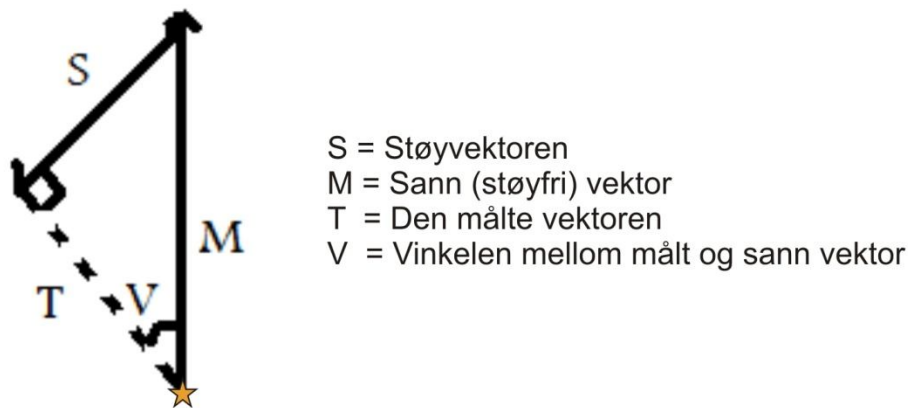 S
M
T
V
S = Støyvektoren
M = Sann (støyfri) vektor
T = Den målte vektoren
V = Vinkelen mellom målt og sann vektor